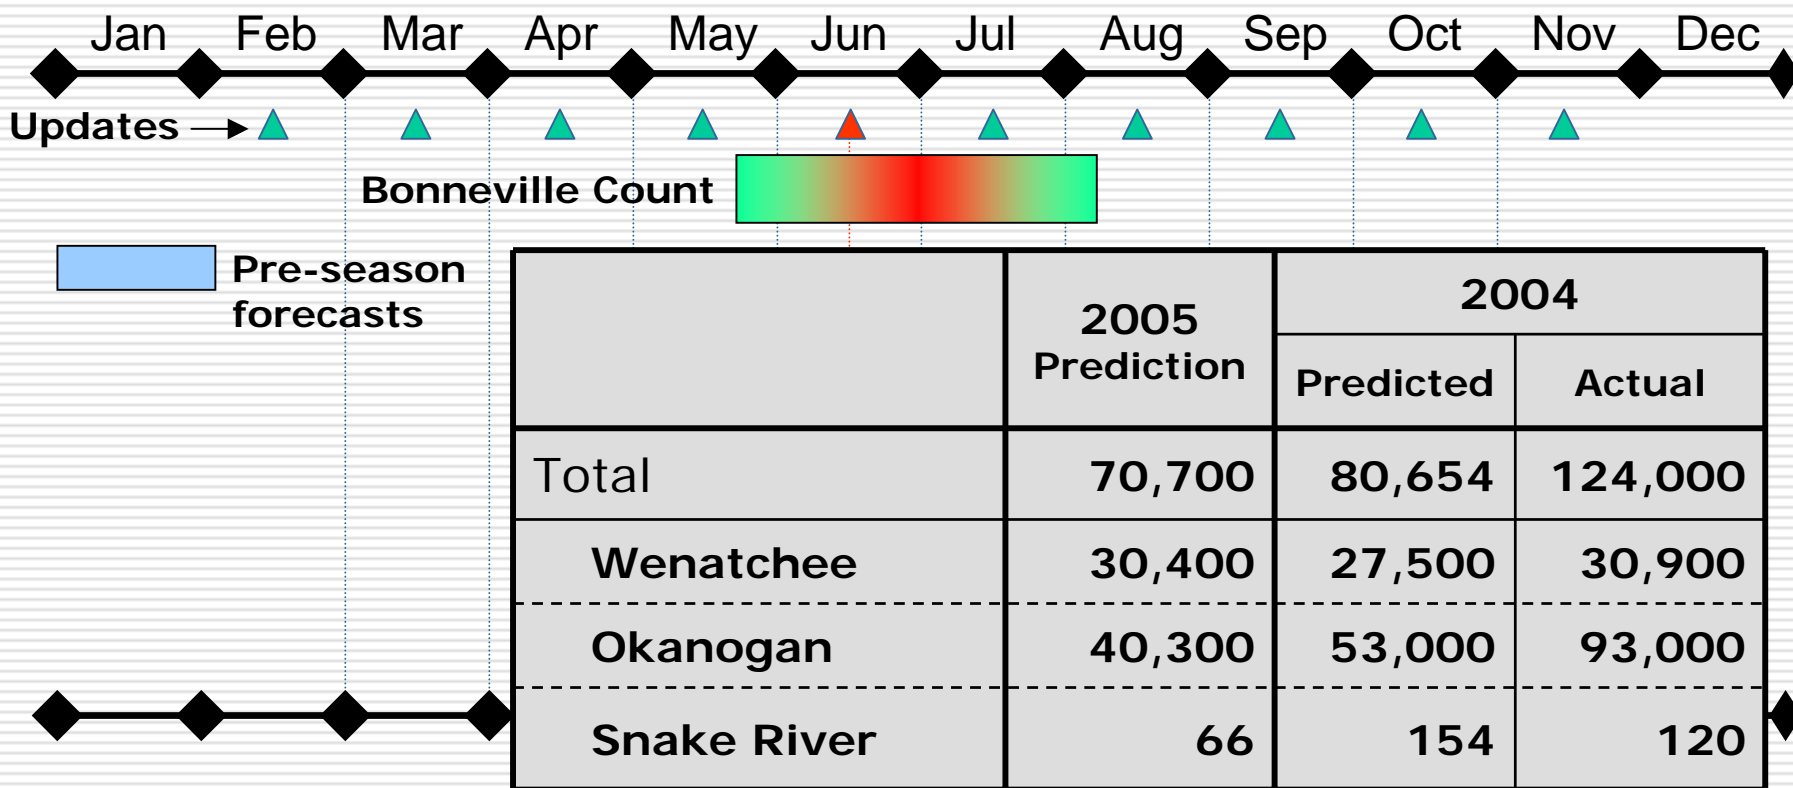 Jan Feb Mar Apr May Jun Jul Aug Sep Oct Nov Dec
Updates
Bonneville Count
Pre-season
forecasts
2005
Prediction
2004
Predicted Actual
Total 70,700 80,654 124,000
Wenatchee 30,400 27,500 30,900
Okanogan 40,300 53,000 93,000
Snake River 66 154 120